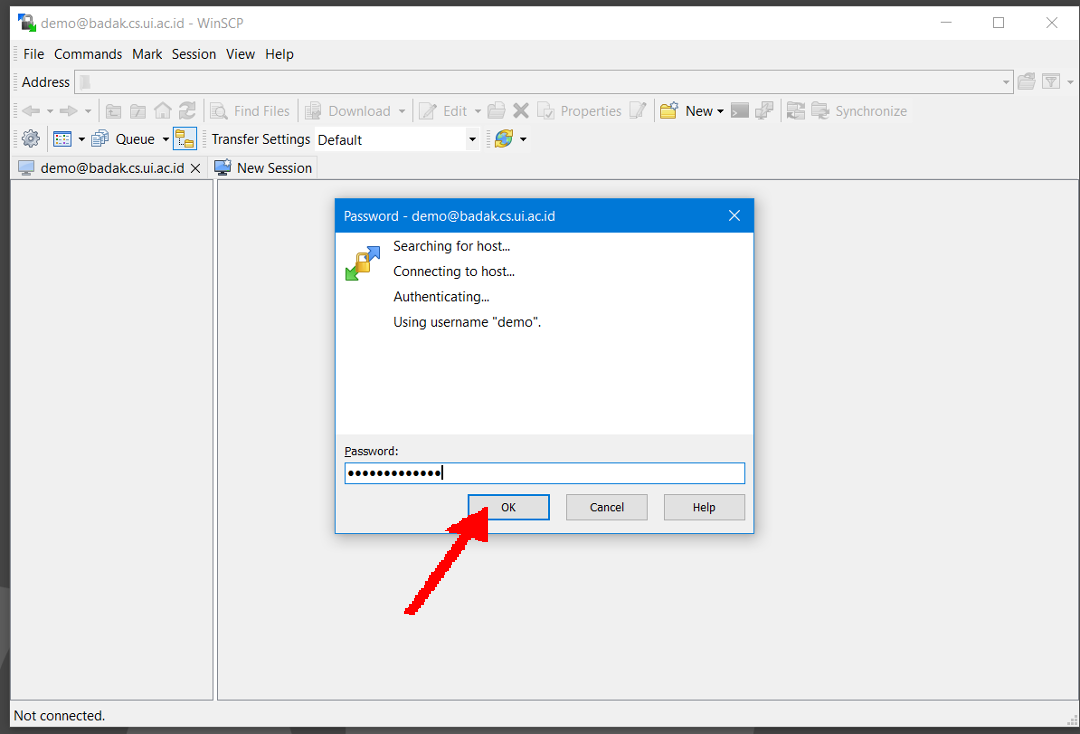 demo@badak.cs.ui.ac.id - WinSCP
File Commands Mark Session View Help
Address
Find Files Download Edit Properties New Synchronize
Queue Transfer Settings Default
demo@badak.cs.ui.ac.id New Session
Password - demo@badak.cs.ui.ac.id
Searching for host...
Connecting to host...
Authenticating...
Using username "demo".
Password:
●●●●●●●●●●●●●
OK Cancel Help
Not connected.